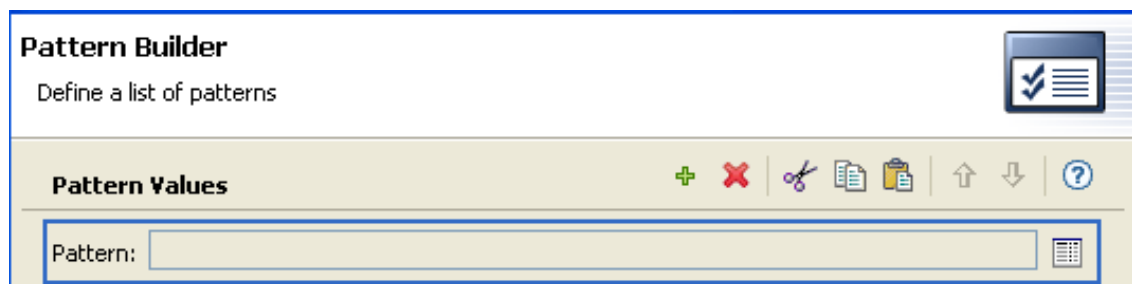 Pattern Builder
Define a list of patterns
Pattern Values
Pattern: